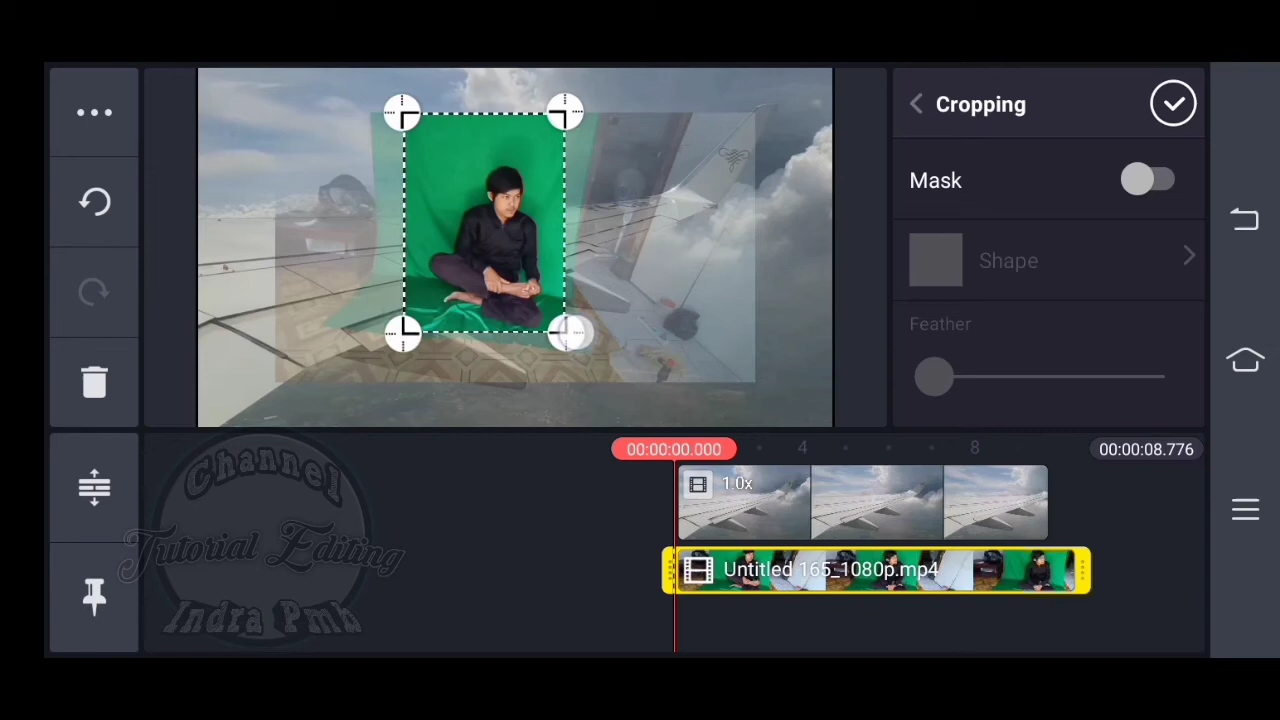 Cropping
Mask
Shape
Feather
00:00:00.000
4
8
00:00:08.776
1.0x
Untitled 165_1080p.mp4
Channel
Tutorial Editing
Indra Pmb